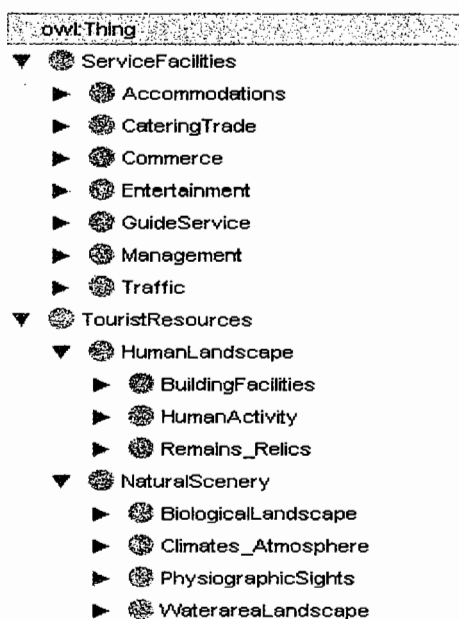 owl:Thing
ServiceFacilities
Accommodations
CateringTrade
Commerce
Entertainment
GuideService
Management
Traffic
TouristResources
HumanLandscape
BuildingFacilities
HumanActivity
Remains_Relics
NaturalScenery
BiologicalLandscape
Climates_Atmosphere
PhysiographicSights
WaterareaLandscape